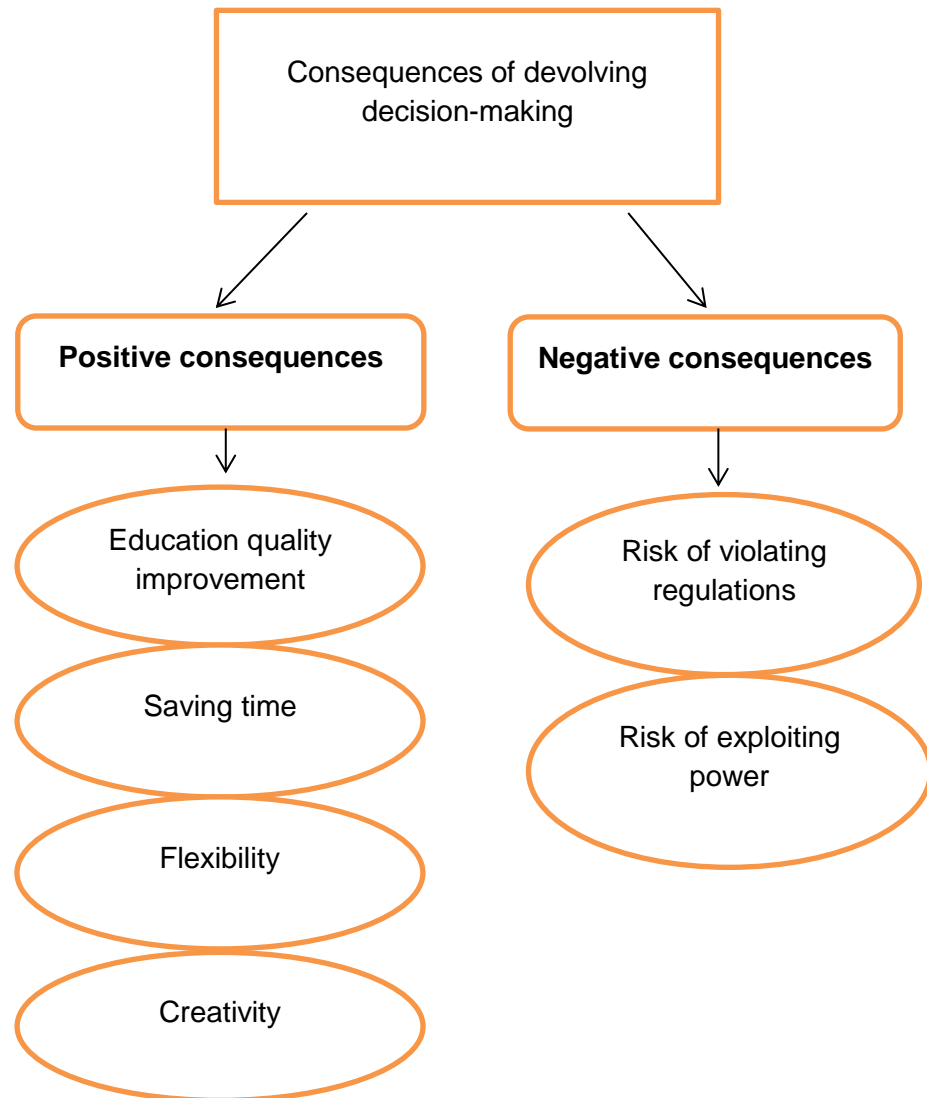 Consequences of devolving
decision-making
Positive consequences
Negative consequences
Education quality
improvement
Saving time
Flexibility
Creativity
Risk of violating
regulations
Risk of exploiting
power